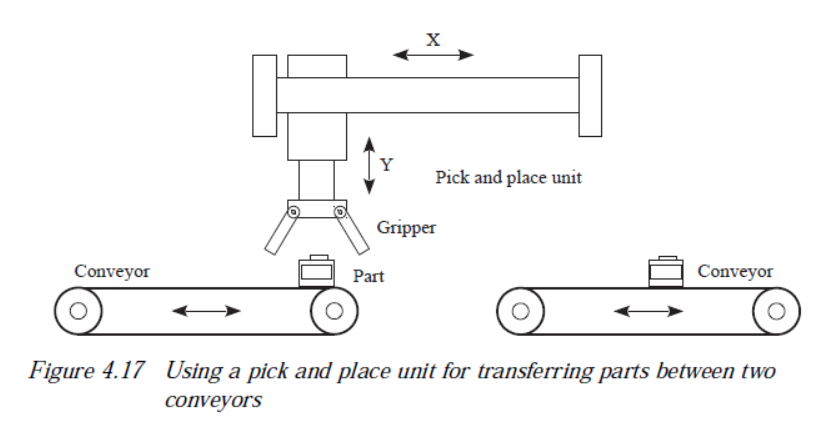 X
Y
Pick and place unit
Gripper
Conveyor
Part
Conveyor
Figure 4.17 Using a pick and place unit for transferring parts between two
conveyors